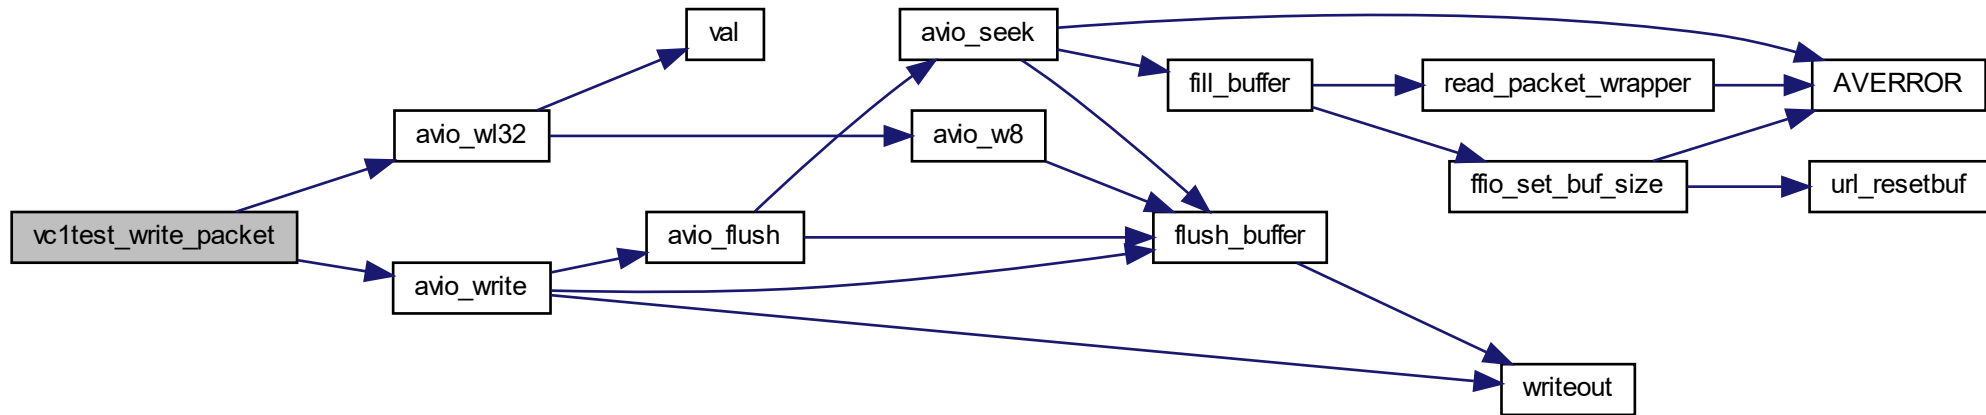 val
avio_seek
fill_buffer
read_packet_wrapper
AVERROR
avio_wl32
avio_w8
ffio_set_buf_size
url_resetbuf
vc1test_write_packet
avio_flush
flush_buffer
avio_write
writeout